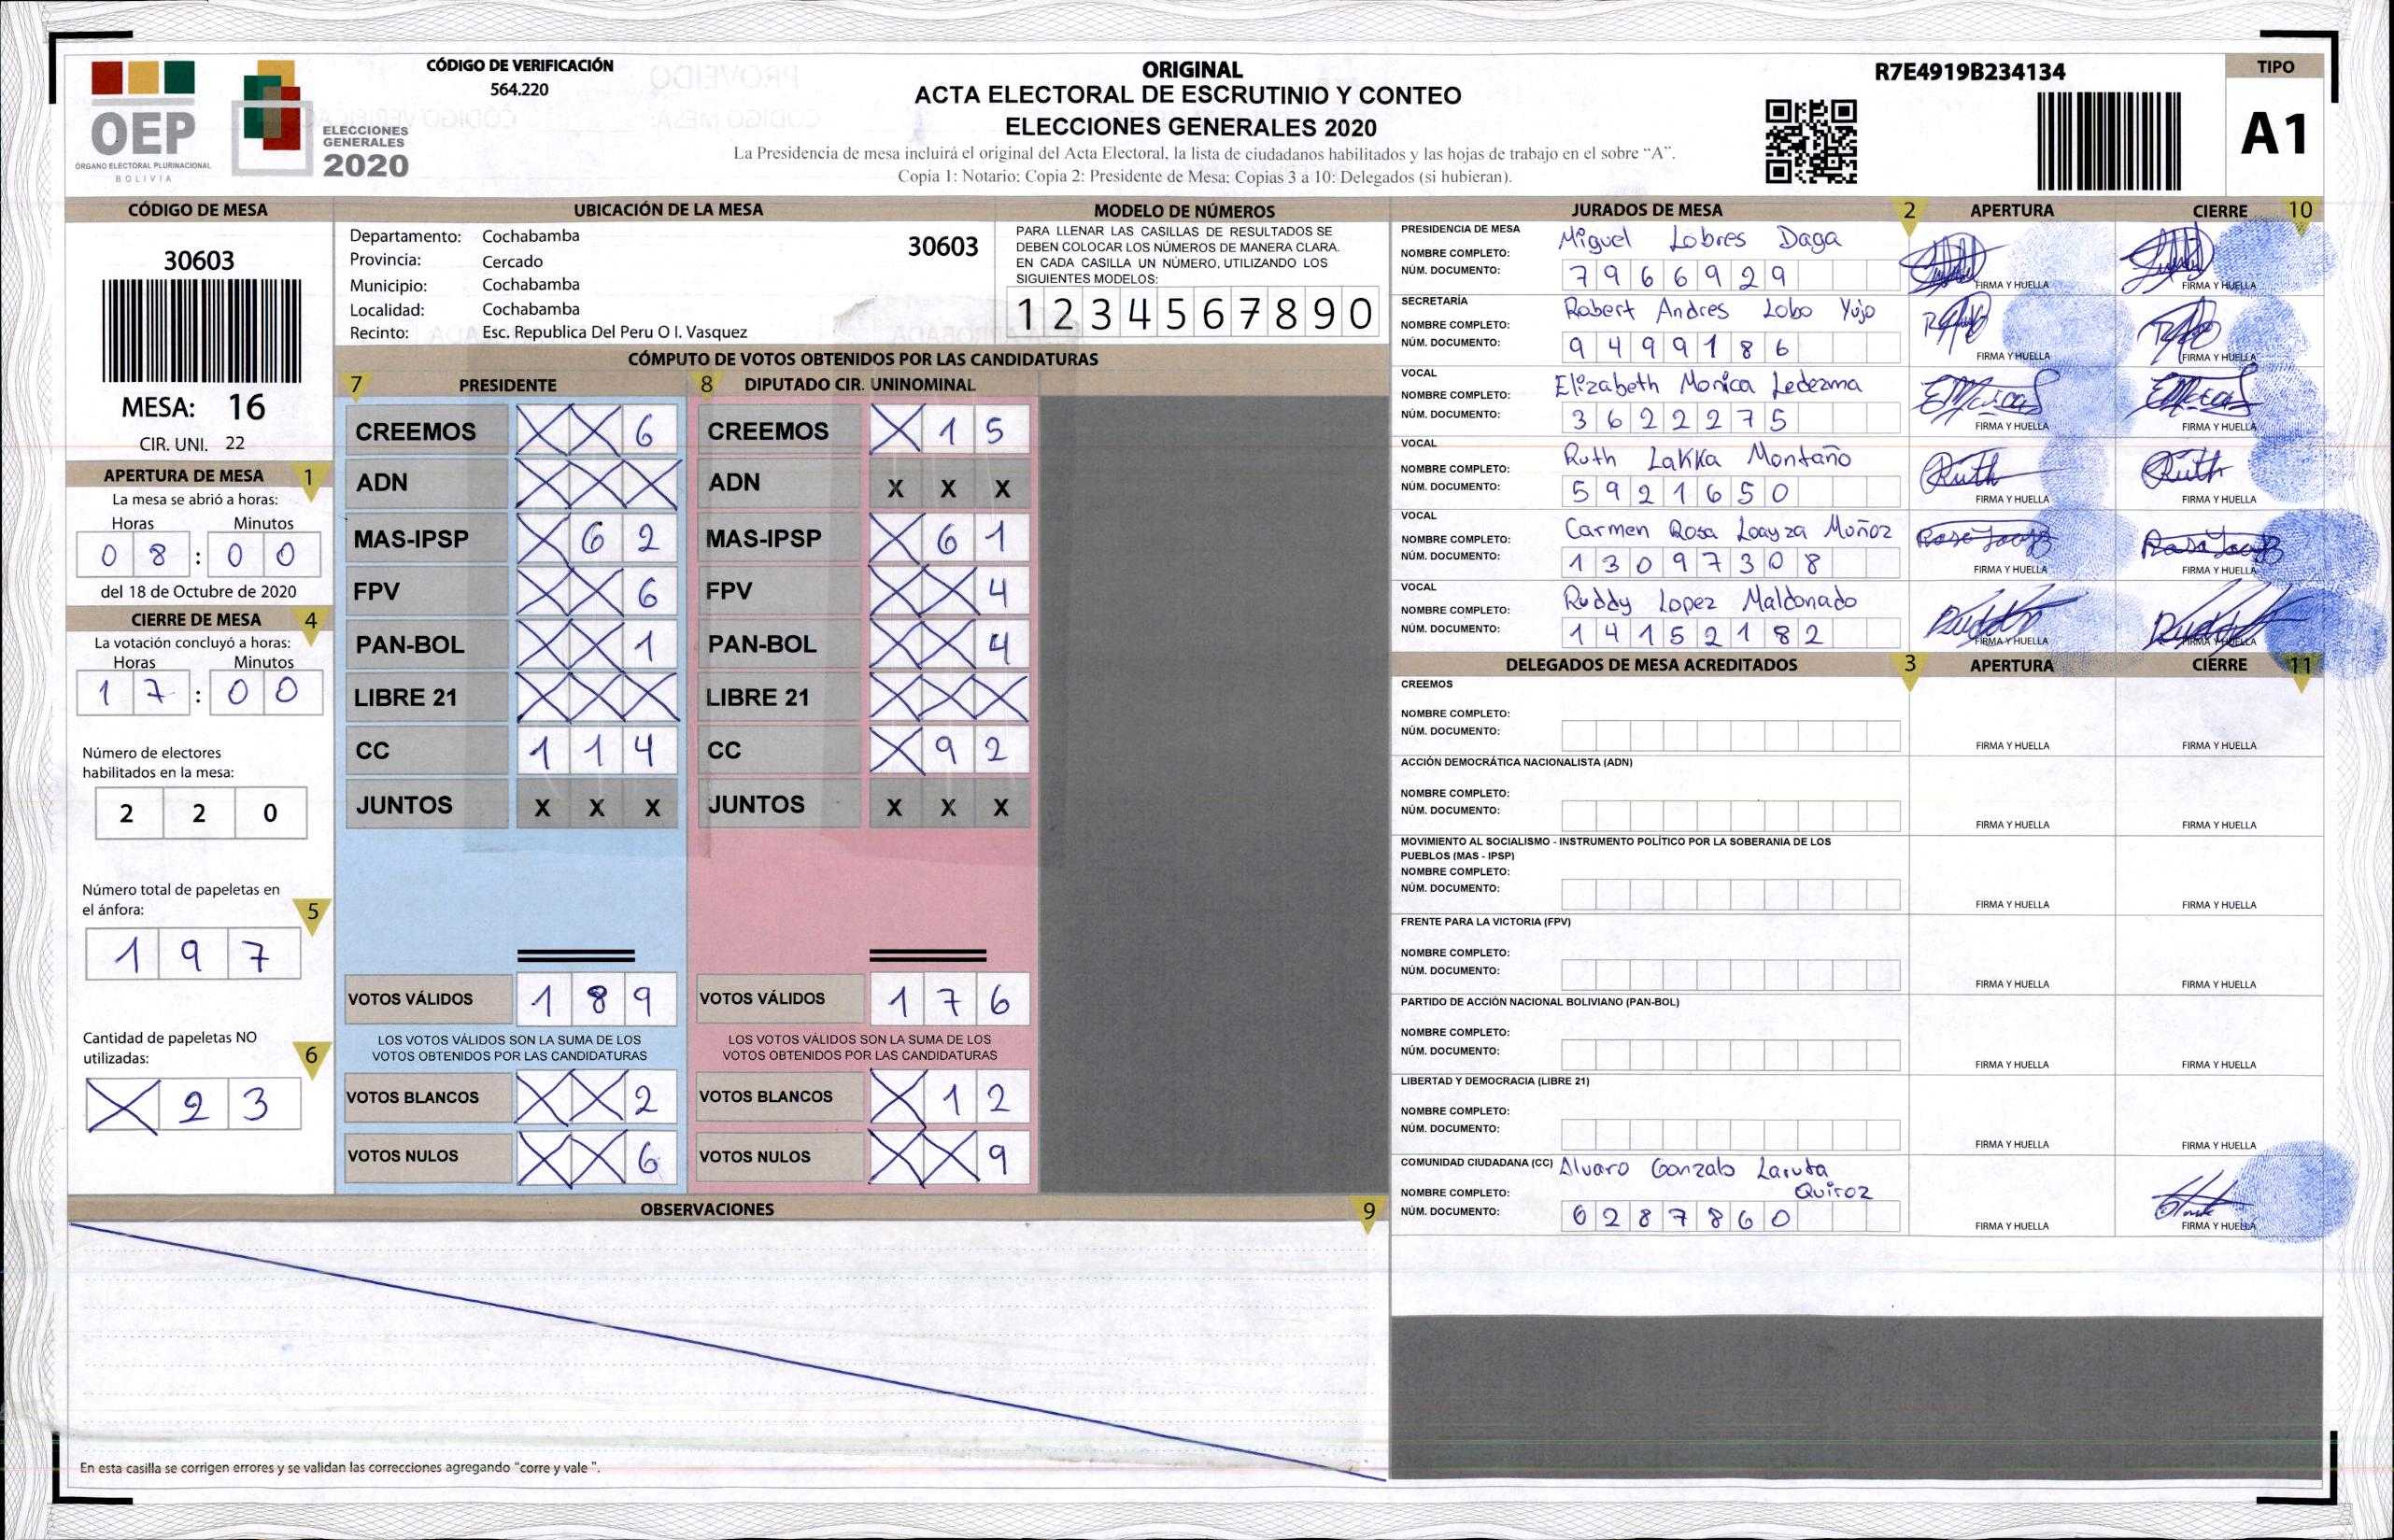 OEP
ÓRGANO ELECTORAL PLURINACIONAL
BOLIVIA
ELECCIONES
GENERALES
2020
CÓDIGO DE VERIFICACIÓN
564.220
ORIGINAL
ACTA ELECTORAL DE ESCRUTINIO Y CONTEO
ELECCIONES GENERALES 2020
La Presidencia de mesa incluirá el original del Acta Electoral, la lista de ciudadanos habilitados y las hojas de trabajo en el sobre “A”.
Copia 1: Notario; Copia 2: Presidente de Mesa; Copias 3 a 10: Delegados (si hubieran).
R7E4919B234134
TIPO
A1
CÓDIGO DE MESA
30603
MESA: 16
CIR. UNI. 22
APERTURA DE MESA 1
La mesa se abrió a horas:
Horas Minutos
0 8 : 0 0
del 18 de Octubre de 2020
CIERRE DE MESA 4
La votación concluyó a horas:
Horas Minutos
1 7 : 0 0
Número de electores
habilitados en la mesa:
2 2 0
Número total de papeletas en
el ánfora: 5
1 9 7
Cantidad de papeletas NO
utilizadas: 6
X 2 3
UBICACIÓN DE LA MESA
Departamento: Cochabamba
30603
Provincia: Cercado
Municipio: Cochabamba
Localidad: Cochabamba
Recinto: Esc. Republica Del Peru O I. Vasquez
MODELO DE NÚMEROS
PARA LLENAR LAS CASILLAS DE RESULTADOS SE
DEBEN COLOCAR LOS NÚMEROS DE MANERA CLARA.
EN CADA CASILLA UN NÚMERO, UTILIZANDO LOS
SIGUIENTES MODELOS:
1 2 3 4 5 6 7 8 9 0
CÓMPUTO DE VOTOS OBTENIDOS POR LAS CANDIDATURAS
7 PRESIDENTE
CREEMOS X X 6
ADN X X X
MAS-IPSP X 6 2
FPV X X 6
PAN-BOL X X 1
LIBRE 21 X X X
CC 1 1 4
JUNTOS X X X
VOTOS VÁLIDOS 1 8 9
LOS VOTOS VÁLIDOS SON LA SUMA DE LOS
VOTOS OBTENIDOS POR LAS CANDIDATURAS
VOTOS BLANCOS X X 2
VOTOS NULOS X X 6
8 DIPUTADO CIR. UNINOMINAL
CREEMOS X 1 5
ADN X X X
MAS-IPSP X 6 1
FPV X X 4
PAN-BOL X X 4
LIBRE 21 X X X
CC X 9 2
JUNTOS X X X
VOTOS VÁLIDOS 1 7 6
LOS VOTOS VÁLIDOS SON LA SUMA DE LOS
VOTOS OBTENIDOS POR LAS CANDIDATURAS
VOTOS BLANCOS X 1 2
VOTOS NULOS X X 9
OBSERVACIONES 9
En esta casilla se corrigen errores y se validan las correcciones agregando “corre y vale ”.
JURADOS DE MESA 2 APERTURA CIERRE 10
PRESIDENCIA DE MESA
NOMBRE COMPLETO: Miguel Lobres Daga
NÚM. DOCUMENTO: 7 9 6 6 9 2 9
FIRMA Y HUELLA FIRMA Y HUELLA
SECRETARÍA
NOMBRE COMPLETO: Robert Andres Lobo Yujo
NÚM. DOCUMENTO: 9 4 9 9 1 8 6
FIRMA Y HUELLA FIRMA Y HUELLA
VOCAL
NOMBRE COMPLETO: Elizabeth Monica Ledezma
NÚM. DOCUMENTO: 3 6 2 2 2 7 5
FIRMA Y HUELLA FIRMA Y HUELLA
VOCAL
NOMBRE COMPLETO: Ruth Lakka Montaño
NÚM. DOCUMENTO: 5 9 2 1 6 5 0
Ruth Ruth
FIRMA Y HUELLA FIRMA Y HUELLA
VOCAL
NOMBRE COMPLETO: Carmen Rosa Loayza Muñoz
NÚM. DOCUMENTO: 1 3 0 9 7 3 0 8
FIRMA Y HUELLA FIRMA Y HUELLA
VOCAL
NOMBRE COMPLETO: Ruddy Lopez Maldonado
NÚM. DOCUMENTO: 1 4 1 5 2 1 8 2
FIRMA Y HUELLA FIRMA Y HUELLA
DELEGADOS DE MESA ACREDITADOS 3 APERTURA CIERRE 11
CREEMOS
NOMBRE COMPLETO:
NÚM. DOCUMENTO:
FIRMA Y HUELLA FIRMA Y HUELLA
ACCIÓN DEMOCRÁTICA NACIONALISTA (ADN)
NOMBRE COMPLETO:
NÚM. DOCUMENTO:
FIRMA Y HUELLA FIRMA Y HUELLA
MOVIMIENTO AL SOCIALISMO - INSTRUMENTO POLÍTICO POR LA SOBERANIA DE LOS
PUEBLOS (MAS - IPSP)
NOMBRE COMPLETO:
NÚM. DOCUMENTO:
FIRMA Y HUELLA FIRMA Y HUELLA
FRENTE PARA LA VICTORIA (FPV)
NOMBRE COMPLETO:
NÚM. DOCUMENTO:
FIRMA Y HUELLA FIRMA Y HUELLA
PARTIDO DE ACCIÓN NACIONAL BOLIVIANO (PAN-BOL)
NOMBRE COMPLETO:
NÚM. DOCUMENTO:
FIRMA Y HUELLA FIRMA Y HUELLA
LIBERTAD Y DEMOCRACIA (LIBRE 21)
NOMBRE COMPLETO:
NÚM. DOCUMENTO:
FIRMA Y HUELLA FIRMA Y HUELLA
COMUNIDAD CIUDADANA (CC) Alvaro Gonzalo Laruta
NOMBRE COMPLETO: Quiroz
NÚM. DOCUMENTO: 6 2 8 7 8 6 0
FIRMA Y HUELLA FIRMA Y HUELLA